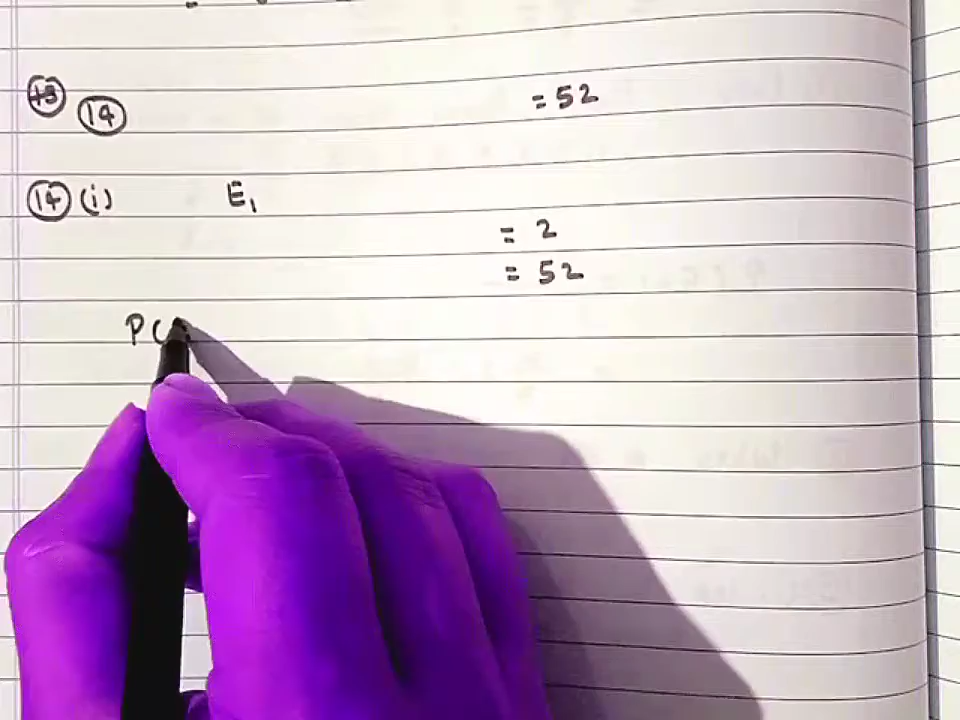 13 14 = 52
14 (i) E₁
= 2
= 52
P(